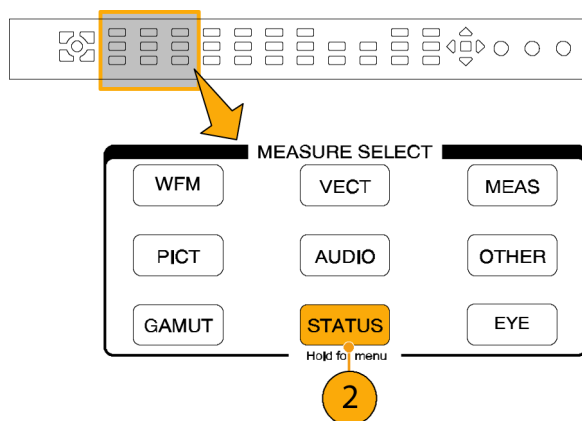 MEASURE SELECT
WFM VECT MEAS
PICT AUDIO OTHER
GAMUT STATUS EYE
Hold for menu
2